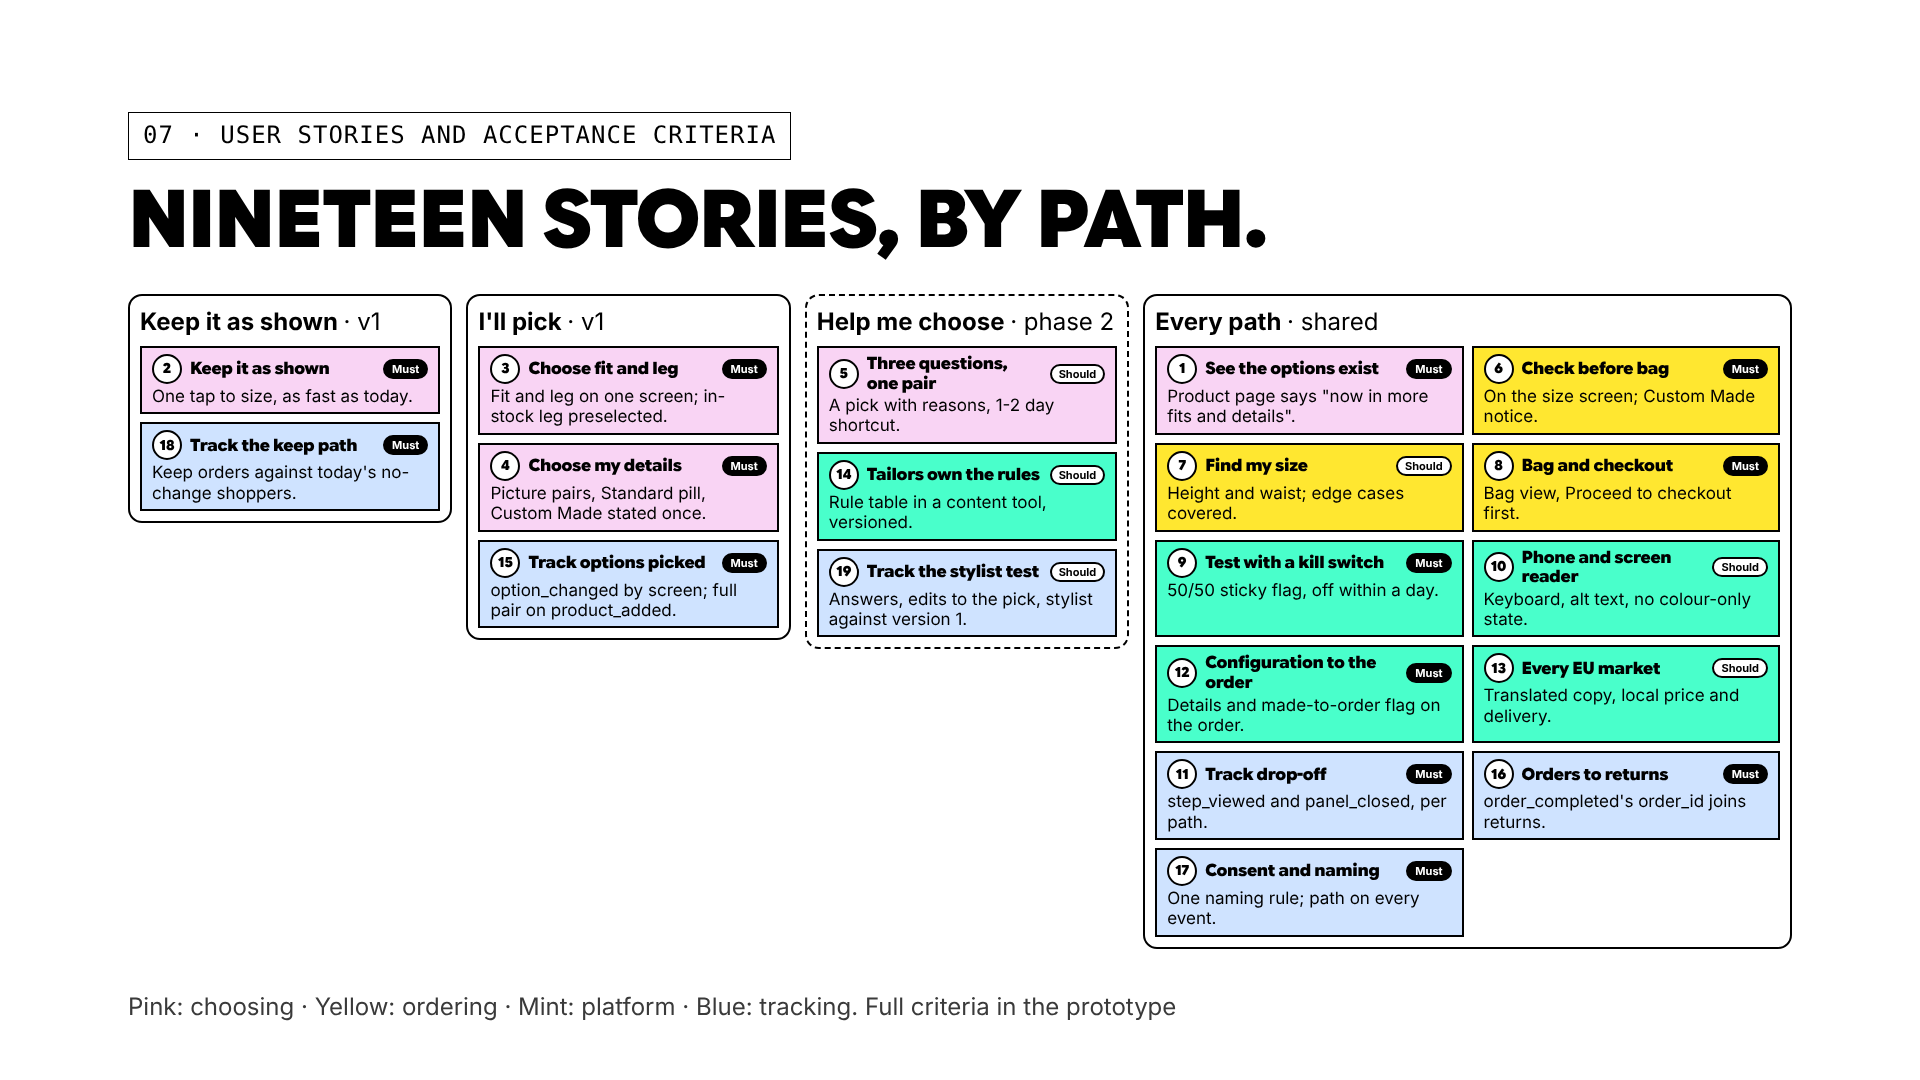 07 · USER STORIES AND ACCEPTANCE CRITERIA
NINETEEN STORIES, BY PATH.
Keep it as shown · v1
2 Keep it as shown Must
One tap to size, as fast as today.
18 Track the keep path Must
Keep orders against today's no-
change shoppers.
I'll pick · v1
3 Choose fit and leg Must
Fit and leg on one screen; in-
stock leg preselected.
4 Choose my details Must
Picture pairs, Standard pill,
Custom Made stated once.
15 Track options picked Must
option_changed by screen; full
pair on product_added.
Help me choose · phase 2
5 Three questions,
one pair Should
A pick with reasons, 1-2 day
shortcut.
14 Tailors own the rules Should
Rule table in a content tool,
versioned.
19 Track the stylist test Should
Answers, edits to the pick, stylist
against version 1.
Every path · shared
1 See the options exist Must
Product page says "now in more
fits and details".
6 Check before bag Must
On the size screen; Custom Made
notice.
7 Find my size Should
Height and waist; edge cases
covered.
8 Bag and checkout Must
Bag view, Proceed to checkout
first.
9 Test with a kill switch Must
50/50 sticky flag, off within a day.
10 Phone and screen
reader Should
Keyboard, alt text, no colour-only
state.
12 Configuration to the
order Must
Details and made-to-order flag on
the order.
13 Every EU market Should
Translated copy, local price and
delivery.
11 Track drop-off Must
step_viewed and panel_closed, per
path.
16 Orders to returns Must
order_completed's order_id joins
returns.
17 Consent and naming Must
One naming rule; path on every
event.
Pink: choosing · Yellow: ordering · Mint: platform · Blue: tracking. Full criteria in the prototype